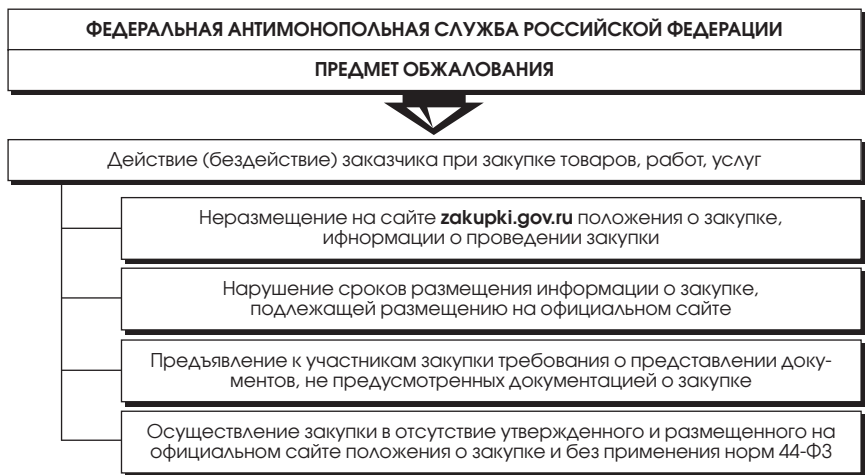 ФЕДЕРАЛЬНАЯ АНТИМОНОПОЛЬНАЯ СЛУЖБА РОССИЙСКОЙ ФЕДЕРАЦИИ
ПРЕДМЕТ ОБЖАЛОВАНИЯ
Действие (бездействие) заказчика при закупке товаров, работ, услуг
Неразмещение на сайте zakupki.gov.ru положения о закупке,
ифнормации о проведении закупки
Нарушение сроков размещения информации о закупке,
подлежащей размещению на официальном сайте
Предъявление к участникам закупки требования о представлении доку-
ментов, не предусмотренных документацией о закупке
Осуществление закупки в отсутствие утвержденного и размещенного на
официальном сайте положения о закупке и без применения норм 44-ФЗ